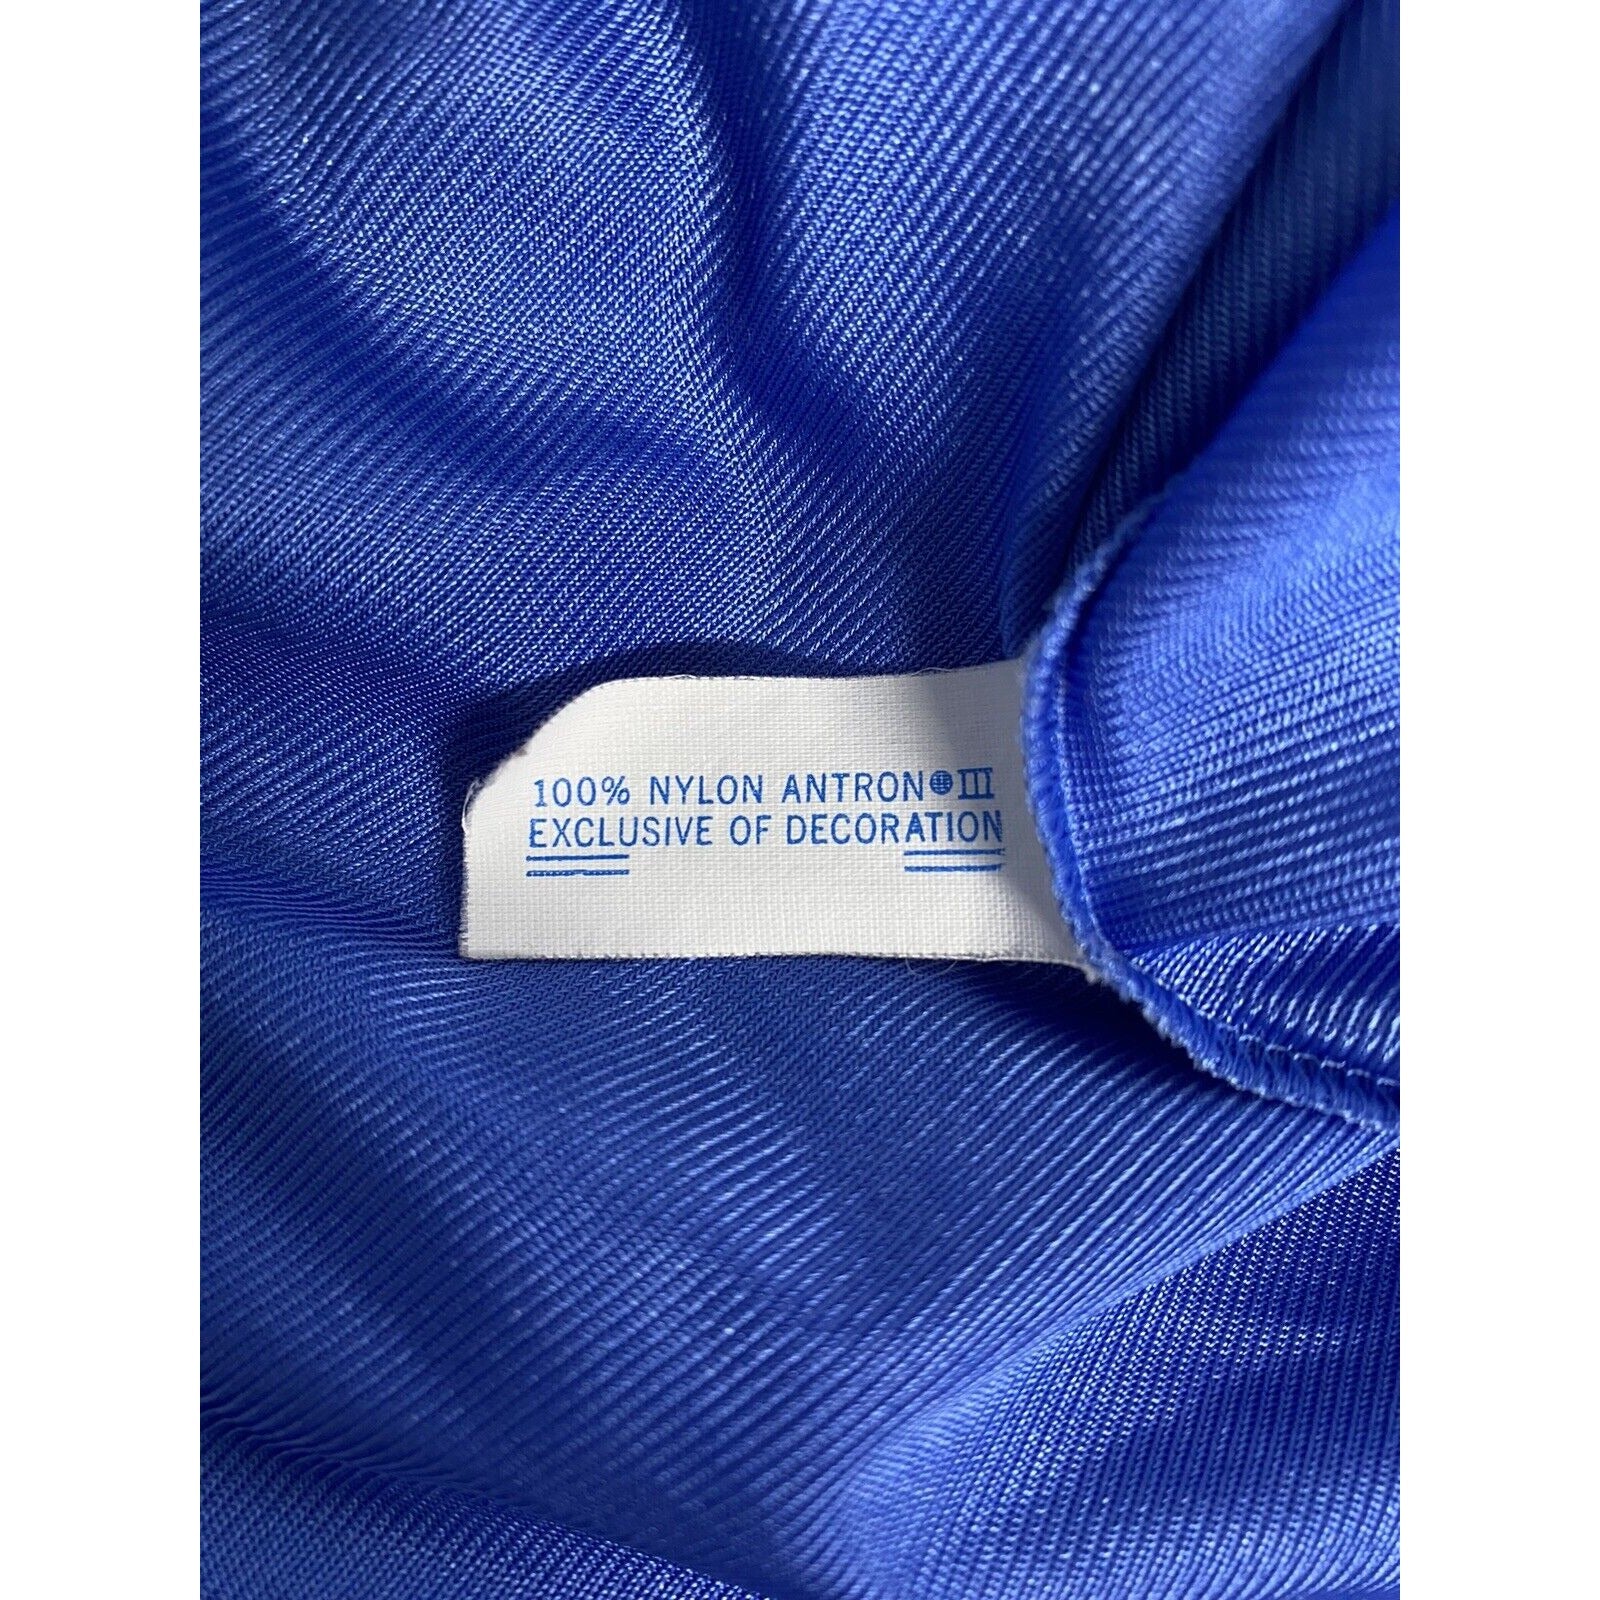 100% NYLON ANTRON® III
EXCLUSIVE OF DECORATION